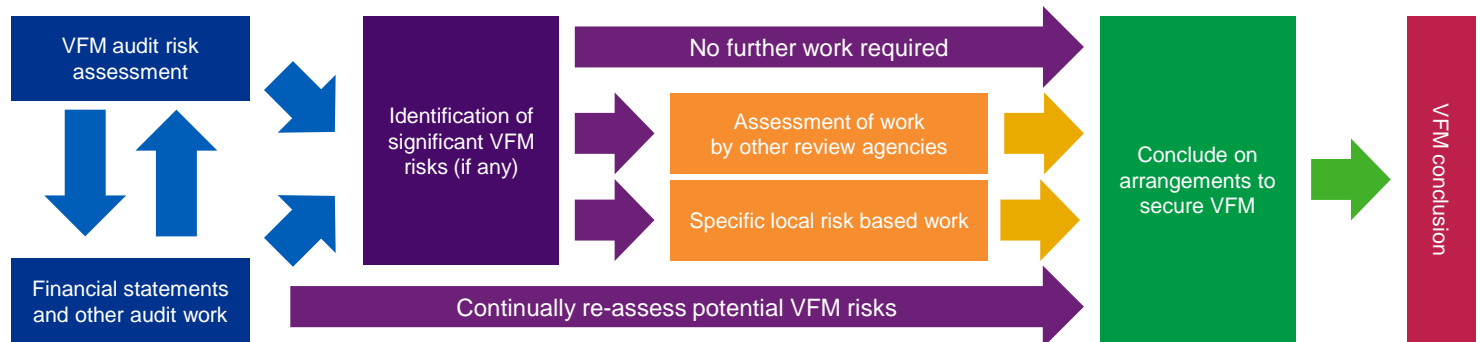 VFM audit risk
assessment
Financial statements
and other audit work
Identification of
significant VFM
risks (if any)
No further work required
Assessment of work
by other review agencies
Specific local risk based work
Continually re-assess potential VFM risks
Conclude on
arrangements to
secure VFM
VFM conclusion